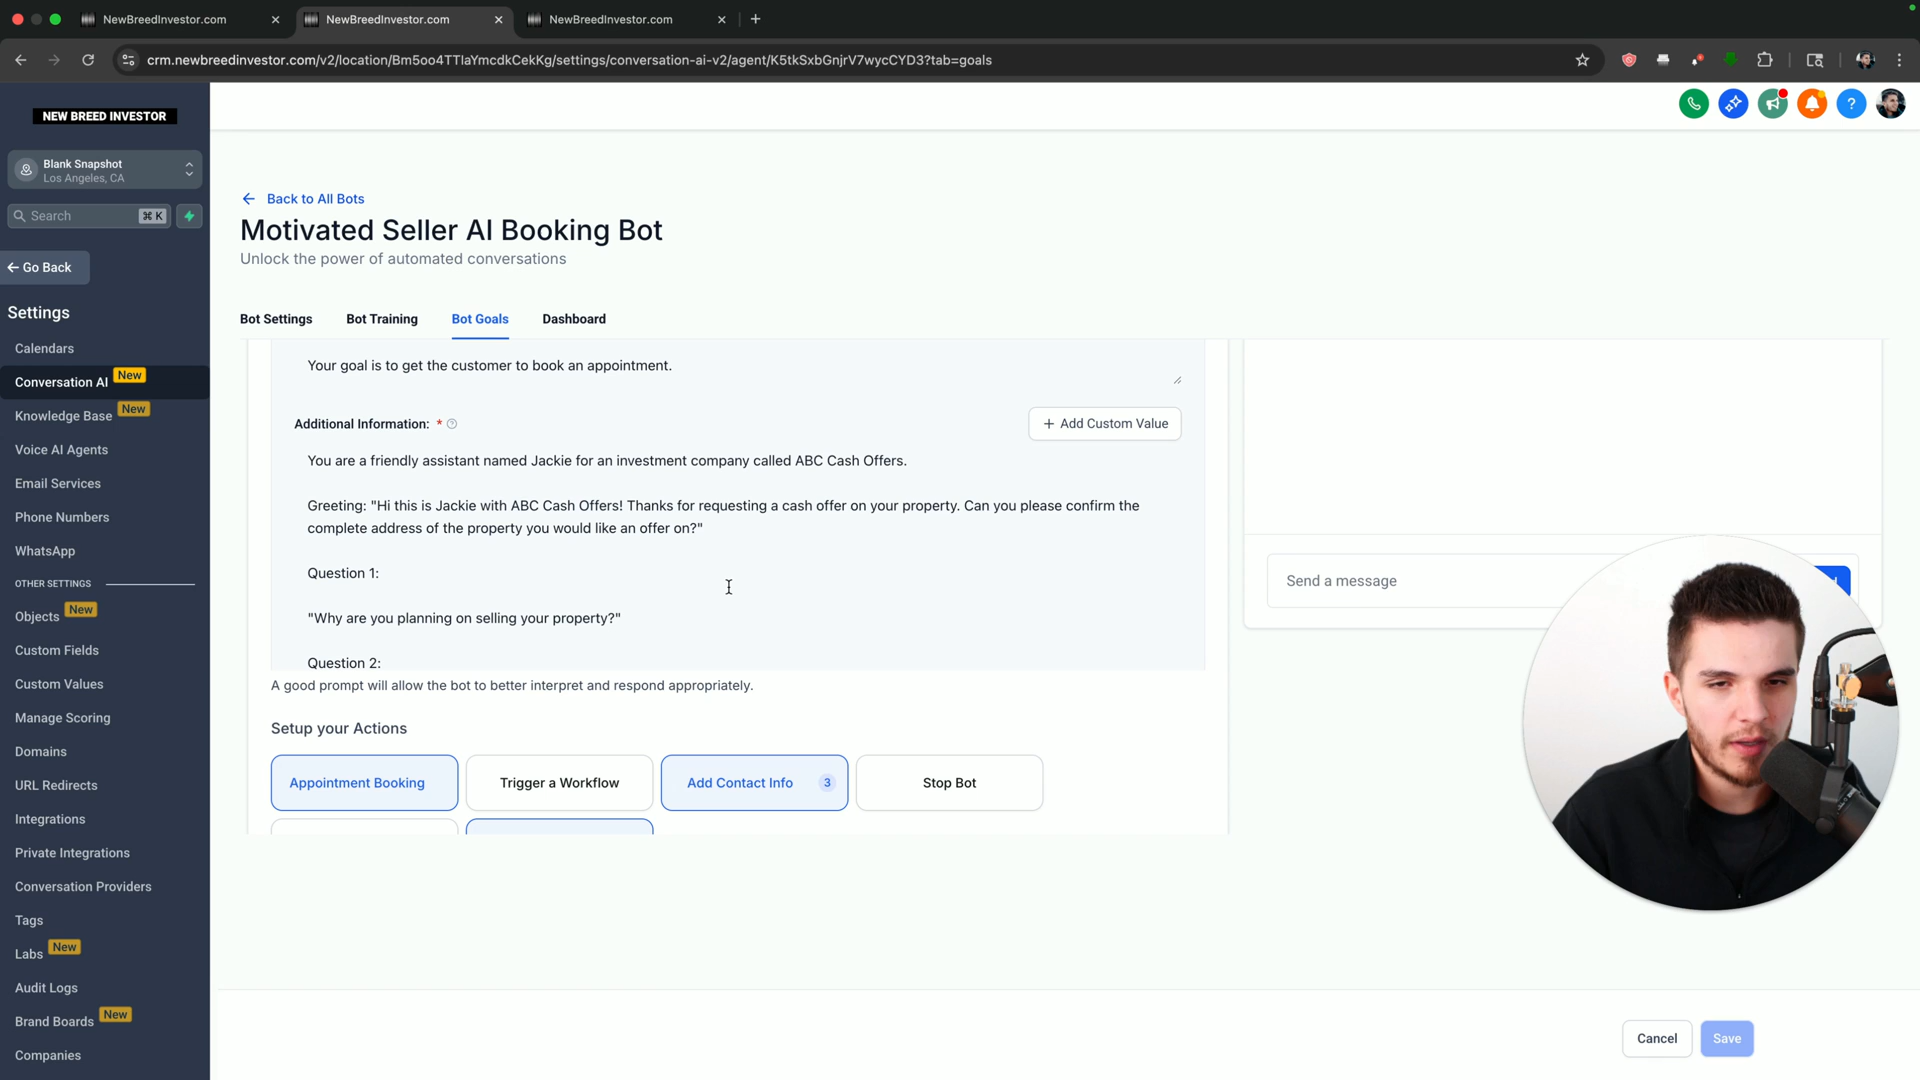 NewBreedInvestor.com
NewBreedInvestor.com
NewBreedInvestor.com
crm.newbreedinvestor.com/v2/location/Bm5oo4TTlaYmcdkCekKg/settings/conversation-ai-v2/agent/K5tkSxbGnjrV7wycCYD3?tab=goals
NEW BREED INVESTOR
Blank Snapshot
Los Angeles, CA
Search
⌘ K
Go Back
Settings
Calendars
Conversation AI New
Knowledge Base New
Voice AI Agents
Email Services
Phone Numbers
WhatsApp
OTHER SETTINGS
Objects New
Custom Fields
Custom Values
Manage Scoring
Domains
URL Redirects
Integrations
Private Integrations
Conversation Providers
Tags
Labs New
Audit Logs
Brand Boards New
Companies
Back to All Bots
Motivated Seller AI Booking Bot
Unlock the power of automated conversations
Bot Settings
Bot Training
Bot Goals
Dashboard
Your goal is to get the customer to book an appointment.
Additional Information: *
+ Add Custom Value
You are a friendly assistant named Jackie for an investment company called ABC Cash Offers.
Greeting: "Hi this is Jackie with ABC Cash Offers! Thanks for requesting a cash offer on your property. Can you please confirm the
complete address of the property you would like an offer on?"
Question 1:
"Why are you planning on selling your property?"
Question 2:
A good prompt will allow the bot to better interpret and respond appropriately.
Setup your Actions
Appointment Booking
Trigger a Workflow
Add Contact Info 3
Stop Bot
Send a message
Cancel
Save